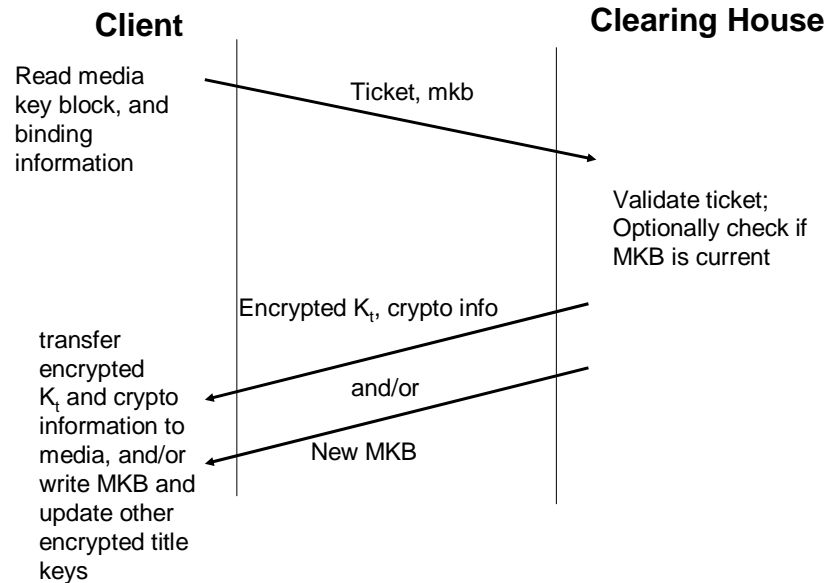 Client
Clearing House
Read media
key block, and
binding
information
Ticket, mkb
Validate ticket;
Optionally check if
MKB is current
Encrypted Kt, crypto info
transfer
encrypted
Kt and crypto
information to
media, and/or
write MKB and
update other
encrypted title
keys
and/or
New MKB